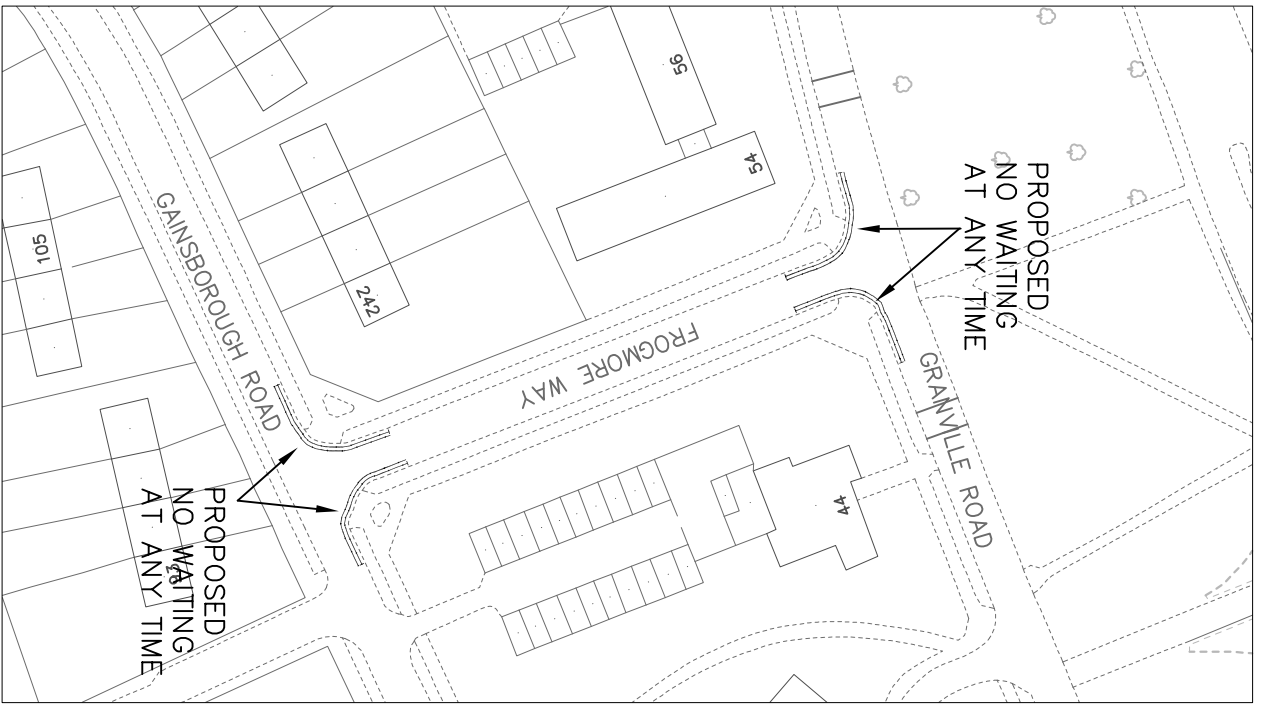 PROPOSED
NO WAITING
AT ANY TIME
GRANVILLE ROAD
56
54
FROGMORE WAY
44
GAINSBOROUGH ROAD
242
105
93
PROPOSED
NO WAITING
AT ANY TIME